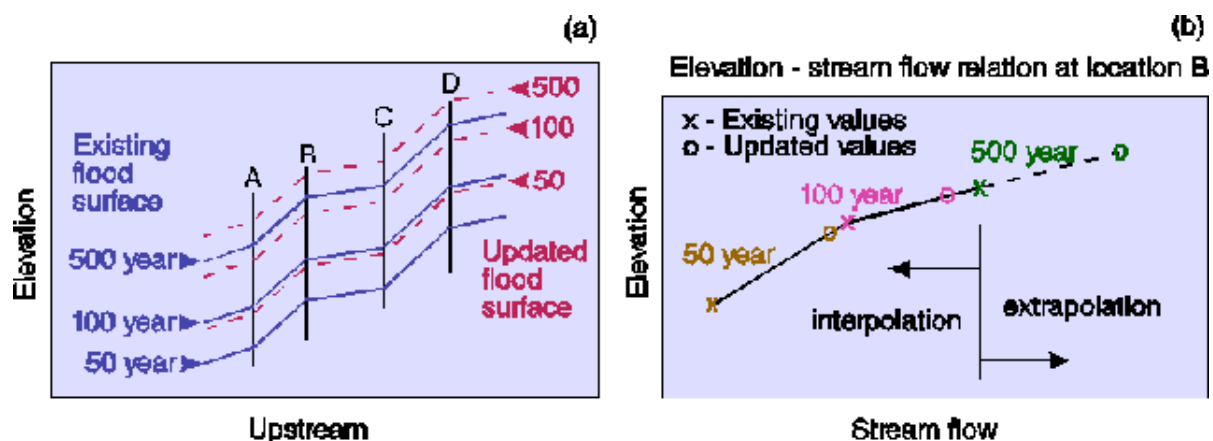 (a)
Elevation
Existing
flood
surface
500 year
100 year
50 year
A
B
C
D
500
100
50
Updated
flood
surface
Upstream
(b)
Elevation - stream flow relation at location B
x - Existing values
o - Updated values
500 year
100 year
50 year
interpolation
extrapolation
Elevation
Stream flow